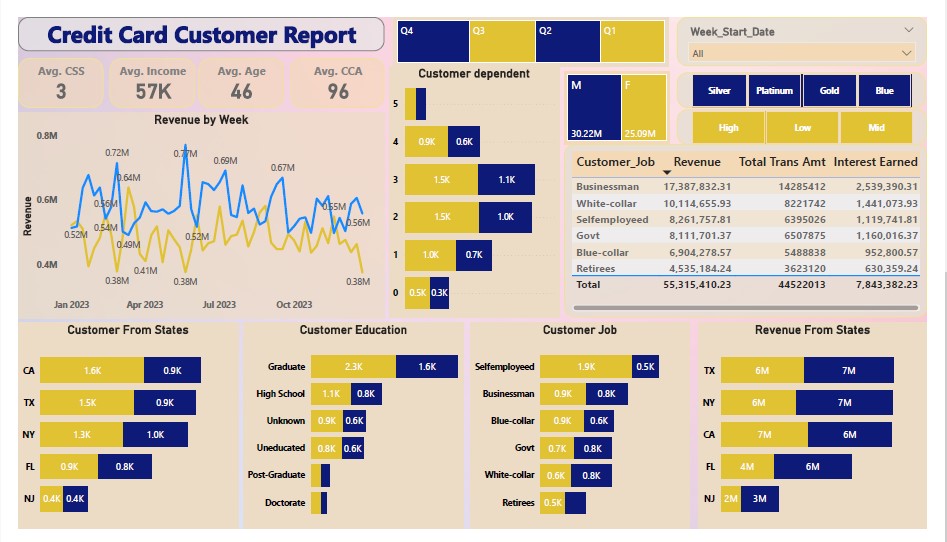 Credit Card Customer Report
Q4 Q3 Q2 Q1
Week_Start_Date
All
Avg. CSS
3
Avg. Income
57K
Avg. Age
46
Avg. CCA
96
Customer dependent
5
4 0.9K 0.6K
3 1.5K 1.1K
2 1.5K 1.0K
1 1.0K 0.7K
0 0.5K 0.3K
M F
30.22M 25.09M
Silver Platinum Gold Blue
High Low Mid
Revenue by Week
Revenue
0.8M
0.6M
0.4M
0.72M
0.77M
0.69M
0.67M
0.64M
0.56M
0.55M
0.52M
0.54M
0.49M
0.52M
0.56M
0.41M
0.38M
0.38M
0.38M
Jan 2023 Apr 2023 Jul 2023 Oct 2023
Customer_Job Revenue Total Trans Amt Interest Earned
Businessman 17,387,832.31 14285412 2,539,390.31
White-collar 10,114,655.93 8221742 1,441,073.93
Selfemployeed 8,261,757.81 6395026 1,119,741.81
Govt 8,111,701.37 6507875 1,160,016.37
Blue-collar 6,904,278.57 5488838 952,800.57
Retirees 4,535,184.24 3623120 630,359.24
Total 55,315,410.23 44522013 7,843,382.23
Customer From States
CA 1.6K 0.9K
TX 1.5K 0.9K
NY 1.3K 1.0K
FL 0.9K 0.8K
NJ 0.4K 0.4K
Customer Education
Graduate 2.3K 1.6K
High School 1.1K 0.8K
Unknown 0.9K 0.6K
Uneducated 0.8K 0.6K
Post-Graduate
Doctorate
Customer Job
Selfemployeed 1.9K 0.5K
Businessman 0.9K 0.8K
Blue-collar 0.9K 0.6K
Govt 0.7K 0.8K
White-collar 0.6K 0.8K
Retirees 0.5K
Revenue From States
TX 6M 7M
NY 6M 7M
CA 7M 6M
FL 4M 6M
NJ 2M 3M